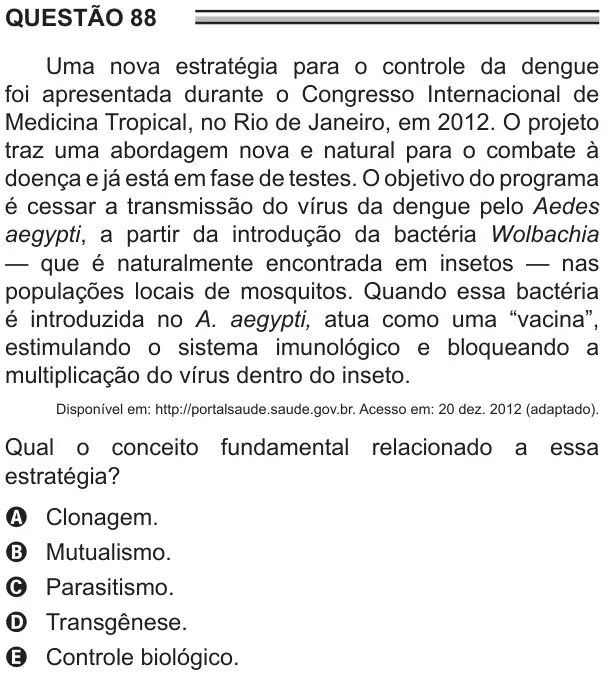 QUESTÃO 88
Uma nova estratégia para o controle da dengue
foi apresentada durante o Congresso Internacional de
Medicina Tropical, no Rio de Janeiro, em 2012. O projeto
traz uma abordagem nova e natural para o combate à
doença e já está em fase de testes. O objetivo do programa
é cessar a transmissão do vírus da dengue pelo Aedes
aegypti, a partir da introdução da bactéria Wolbachia
— que é naturalmente encontrada em insetos — nas
populações locais de mosquitos. Quando essa bactéria
é introduzida no A. aegypti, atua como uma “vacina”,
estimulando o sistema imunológico e bloqueando a
multiplicação do vírus dentro do inseto.
Disponível em: http://portalsaude.saude.gov.br. Acesso em: 20 dez. 2012 (adaptado).
Qual o conceito fundamental relacionado a essa
estratégia?
A Clonagem.
B Mutualismo.
C Parasitismo.
D Transgênese.
E Controle biológico.